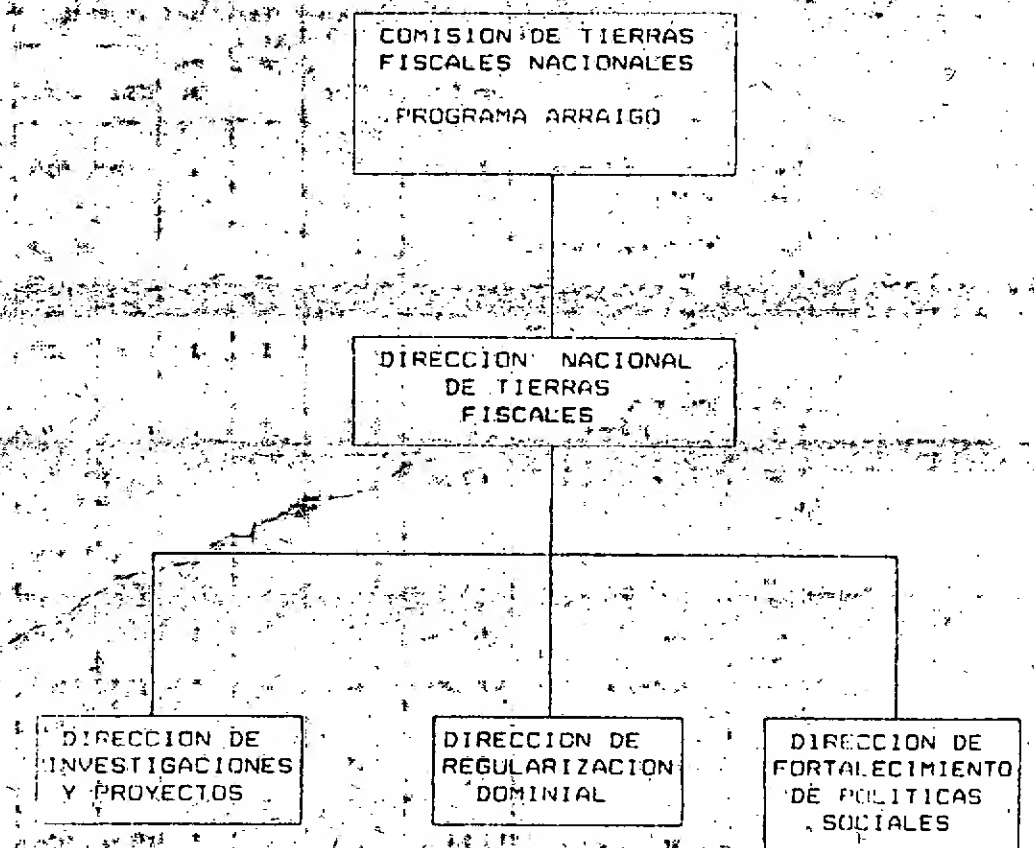 COMISION DE TIERRAS
FISCALES NACIONALES
PROGRAMA ARRAIGO
DIRECCION NACIONAL
DE TIERRAS
FISCALES
DIRECCION DE
INVESTIGACIONES
Y PROYECTOS
DIRECCION DE
REGULARIZACION
DOMINIAL
DIRECCION DE
FORTALECIMIENTO
DE POLITICAS
SOCIALES